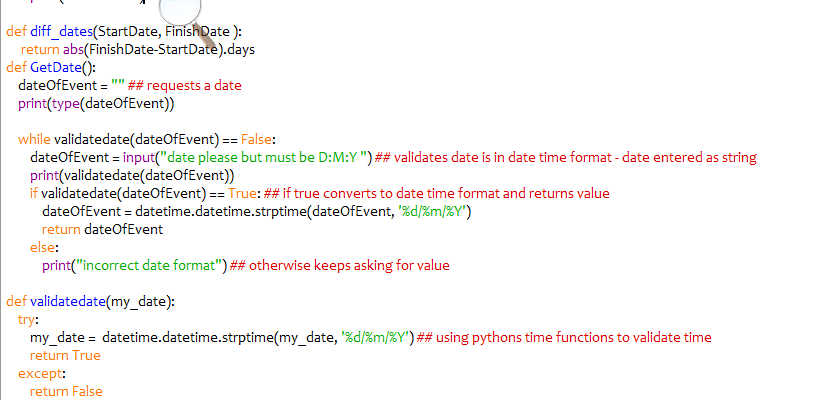 def diff_dates(StartDate, FinishDate ):
return abs(FinishDate-StartDate).days
def GetDate():
dateOfEvent = "" ## requests a date
print(type(dateOfEvent))
while validatedate(dateOfEvent) == False:
dateOfEvent = input("date please but must be D:M:Y ") ## validates date is in date time format - date entered as string
print(validatedate(dateOfEvent))
if validatedate(dateOfEvent) == True: ## if true converts to date time format and returns value
dateOfEvent = datetime.datetime.strptime(dateOfEvent, '%d/%m/%Y')
return dateOfEvent
else:
print("incorrect date format") ## otherwise keeps asking for value
def validatedate(my_date):
try:
my_date = datetime.datetime.strptime(my_date, '%d/%m/%Y') ## using pythons time functions to validate time
return True
except:
return False